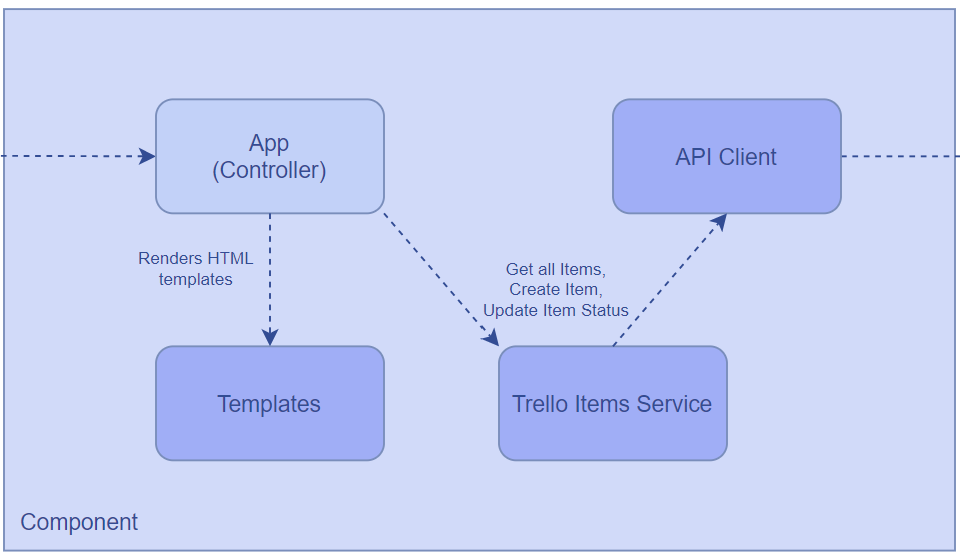 App
(Controller)
API Client
Renders HTML
templates
Get all Items,
Create Item,
Update Item Status
Templates
Trello Items Service
Component